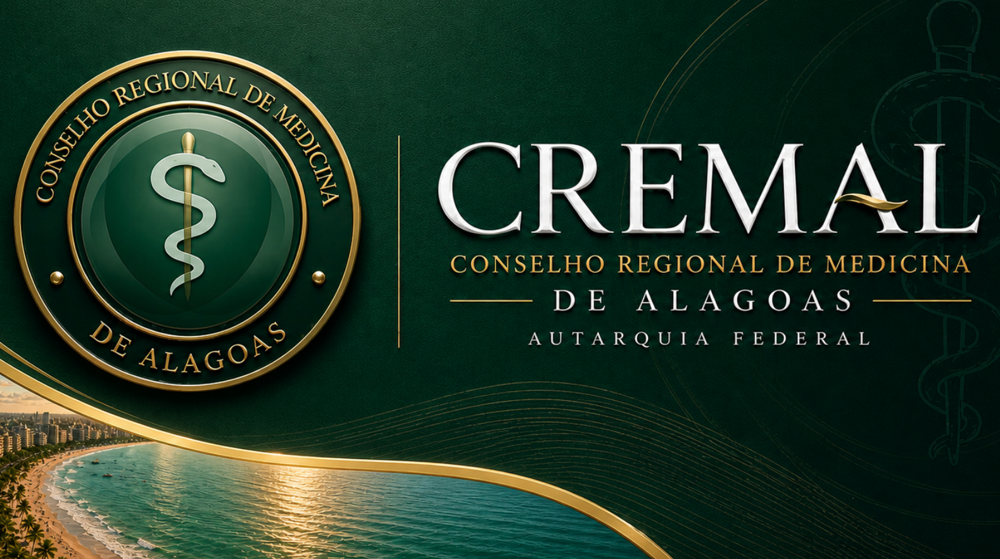 CONSELHO REGIONAL DE MEDICINA
DE ALAGOAS
CREMAL
CONSELHO REGIONAL DE MEDICINA
DE ALAGOAS
AUTARQUIA FEDERAL